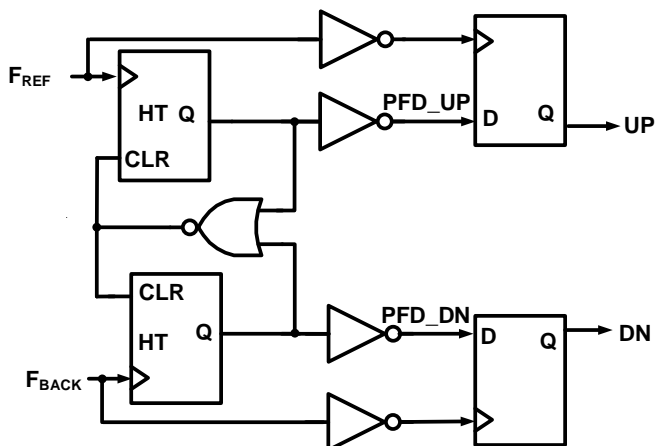 PFD_UP
F_REF
HT Q
D
Q
UP
CLR
CLR
PFD_DN
HT
Q
D
Q
DN
F_BACK